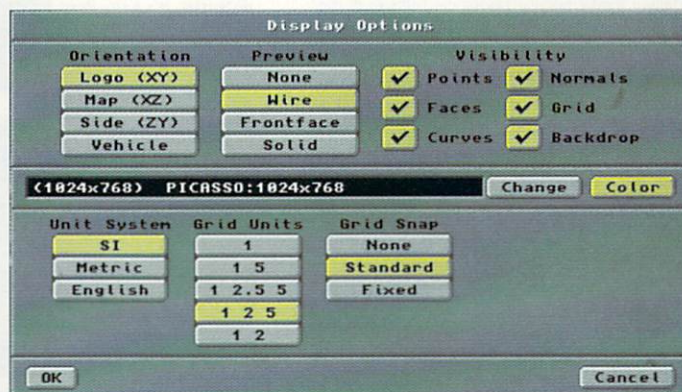 Display Options
Orientation Preview Visibility
Logo (XY) None Points Normals
Map (XZ) Wire Faces Grid
Side (ZY) Frontface Curves Backdrop
Vehicle Solid
(1024x768) PICASSO:1024x768 Change Color
Unit System Grid Units Grid Snap
SI 1 None
Metric 1 5 Standard
English 1 2.5 5 Fixed
1 2 5
1 2
OK Cancel